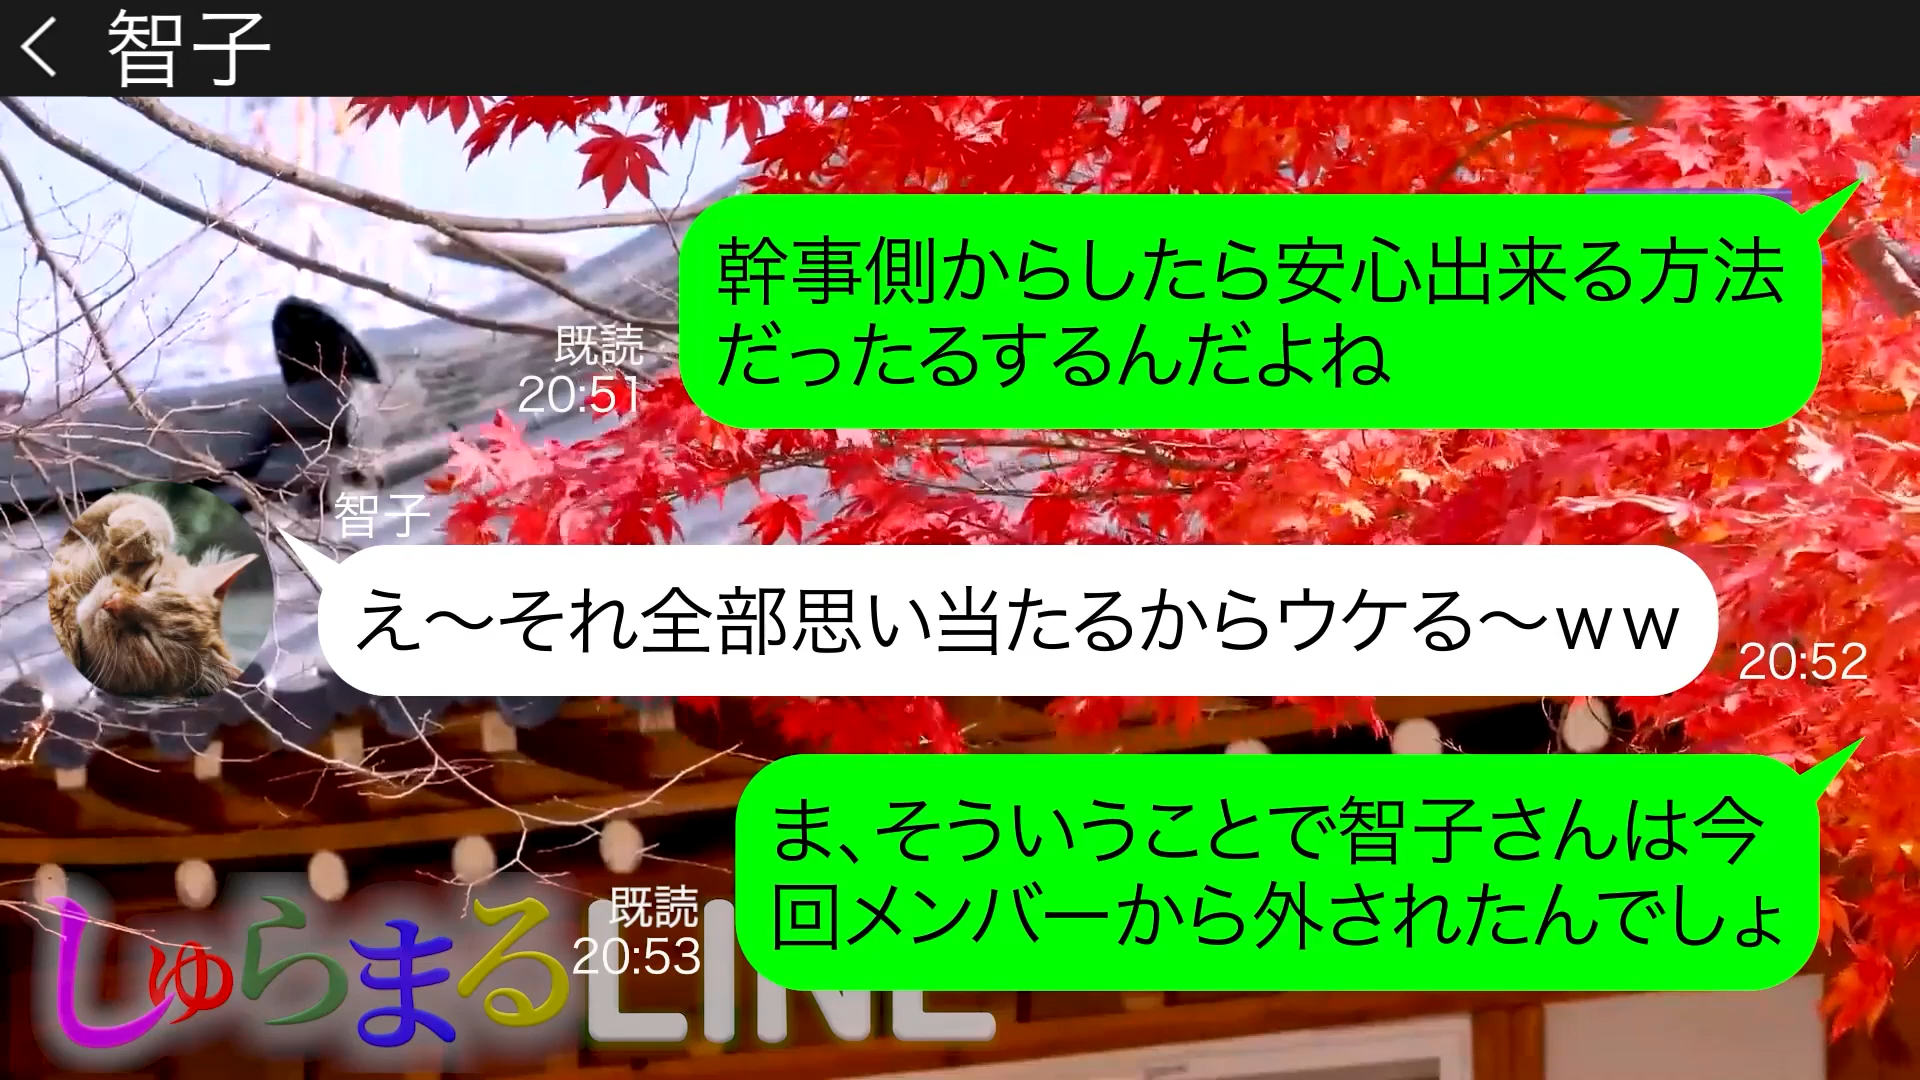 智子
幹事側からしたら安心出来る方法
だったるするんだよね
既読
20:51
智子
え〜それ全部思い当たるからウケる〜ww
20:52
ま、そういうことで智子さんは今
回メンバーから外されたんでしょ
既読
20:53
しゅらまるLINE